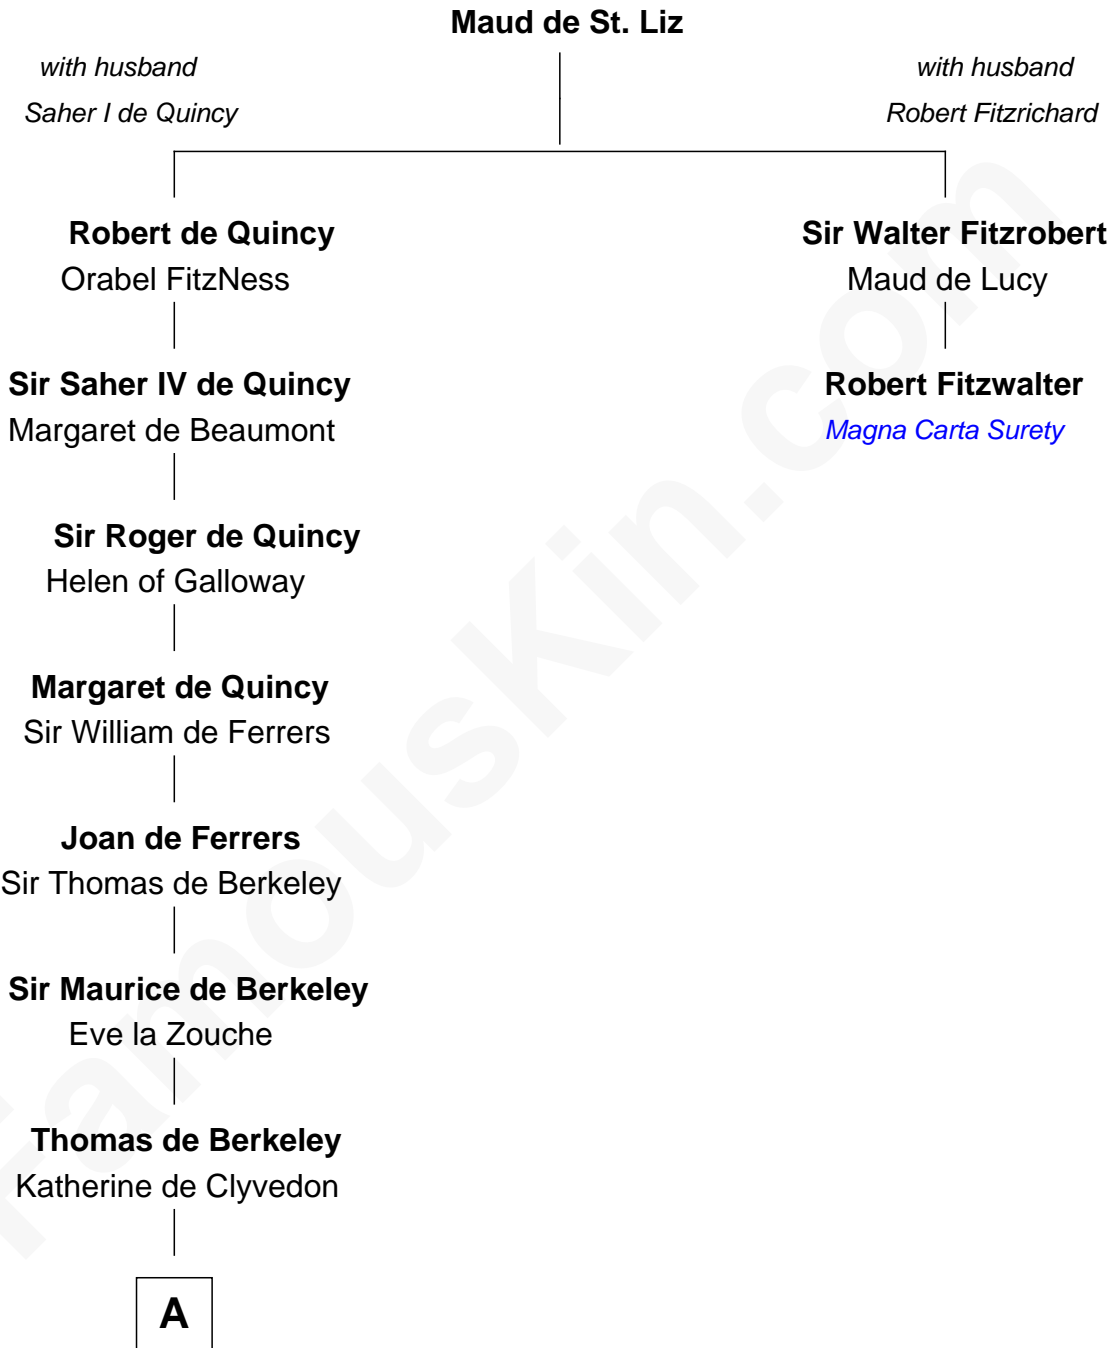 Maud de St. Liz
with husband
Saher I de Quincy
with husband
Robert Fitzrichard
Robert de Quincy
Orabel FitzNess
Sir Walter Fitzrobert
Maud de Lucy
Sir Saher IV de Quincy
Margaret de Beaumont
Robert Fitzwalter
Magna Carta Surety
Sir Roger de Quincy
Helen of Galloway
Margaret de Quincy
Sir William de Ferrers
Joan de Ferrers
Sir Thomas de Berkeley
Sir Maurice de Berkeley
Eve la Zouche
Thomas de Berkeley
Katherine de Clyvedon
A
FamousKin.com